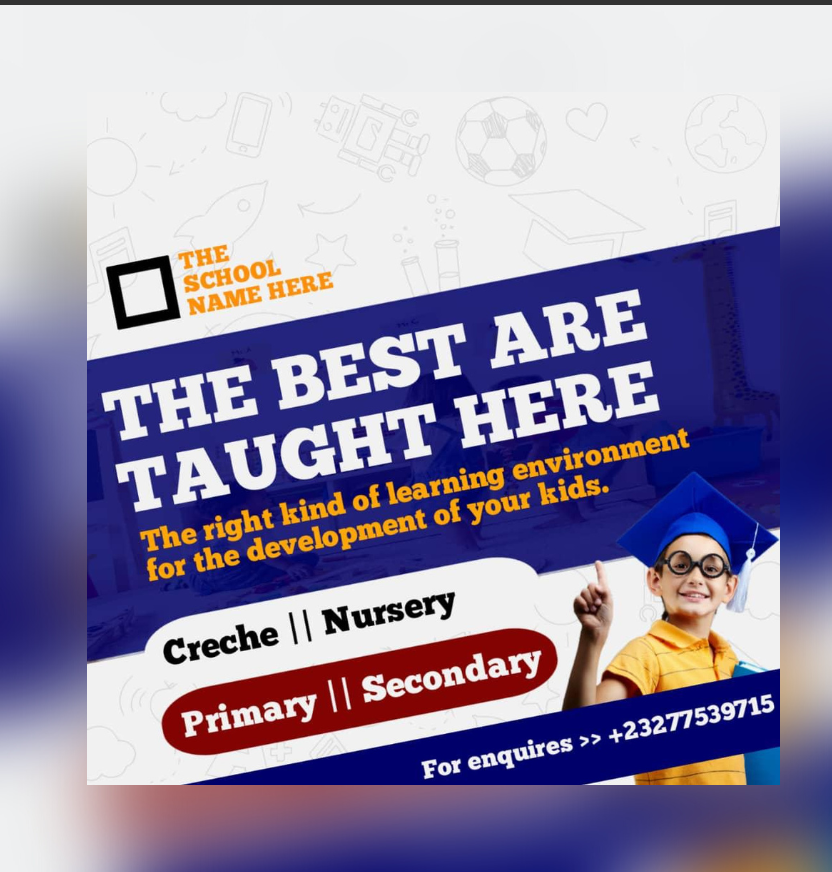 THE
SCHOOL
NAME HERE
THE BEST ARE
TAUGHT HERE
The right kind of learning environment
for the development of your kids.
Creche || Nursery
Primary || Secondary
For enquires >> +23277539715